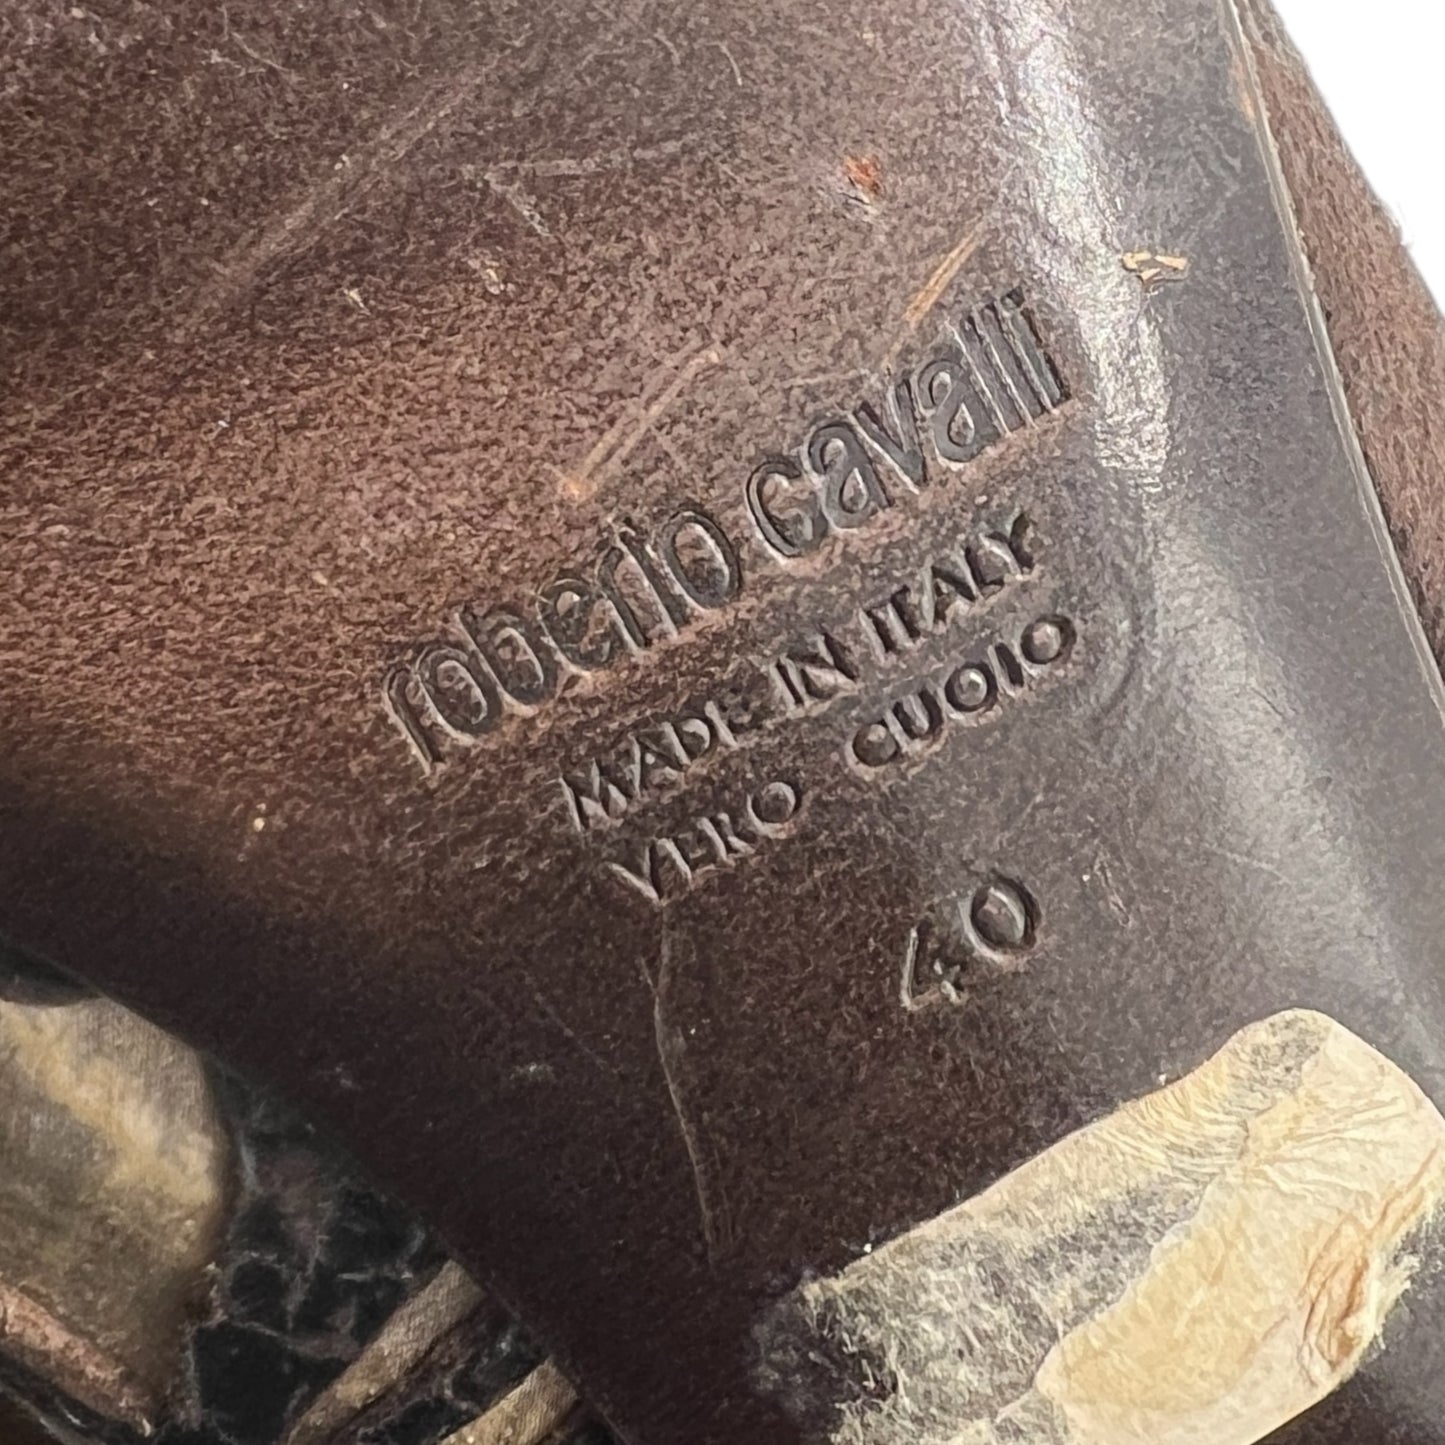 roberto cavalli
MADE IN ITALY
VERO CUOIO
40